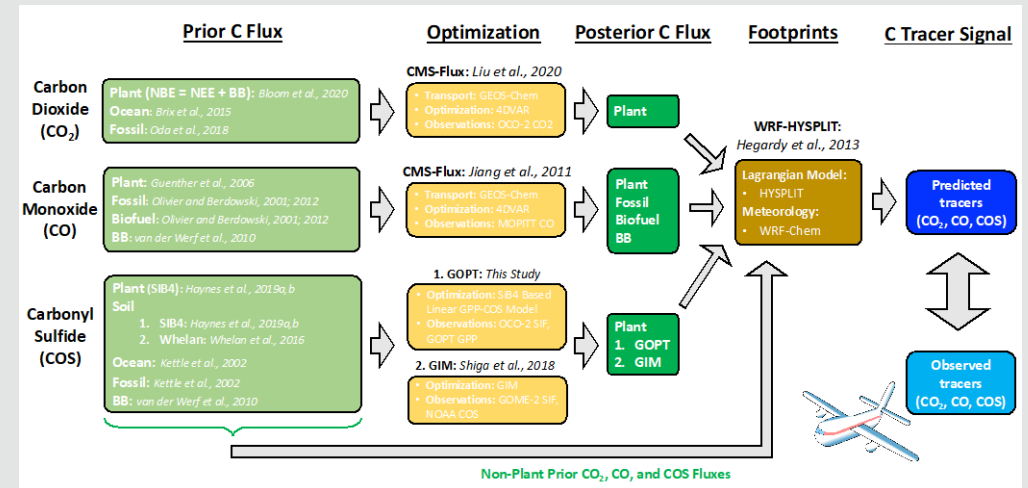 Prior C Flux
Optimization
Posterior C Flux
Footprints
C Tracer Signal
Carbon
Dioxide
(CO₂)
Plant (NBE = NEE + BB): Bloom et al., 2020
Ocean: Brix et al., 2015
Fossil: Oda et al., 2018
CMS-Flux: Liu et al., 2020
• Transport: GEOS-Chem
• Optimization: 4DVAR
• Observations: OCO-2 CO2
Plant
Carbon
Monoxide
(CO)
Plant: Guenther et al., 2006
Fossil: Olivier and Berdowski, 2001; 2012
Biofuel: Olivier and Berdowski, 2001; 2012
BB: van der Werf et al., 2010
CMS-Flux: Jiang et al., 2011
• Transport: GEOS-Chem
• Optimization: 4DVAR
• Observations: MOPITT CO
Plant
Fossil
Biofuel
BB
WRF-HYSPLIT:
Hegardy et al., 2013
Lagrangian Model:
• HYSPLIT
Meteorology:
• WRF-Chem
Predicted
tracers
(CO₂, CO, COS)
Carbonyl
Sulfide
(COS)
Plant (SIB4): Haynes et al., 2019a,b
Soil
1. SIB4: Haynes et al., 2019a,b
2. Whelan: Whelan et al., 2016
Ocean: Kettle et al., 2002
Fossil: Kettle et al., 2002
BB: van der Werf et al., 2010
1. GOPT: This Study
• Optimization: SIB4 Based
Linear GPP-COS Model
• Observations: OCO-2 SIF,
GOPT GPP
2. GIM: Shiga et al., 2018
• Optimization: GIM
• Observations: GOME-2 SIF,
NOAA COS
Plant
1. GOPT
2. GIM
Observed
tracers
(CO₂, CO, COS)
Non-Plant Prior CO₂, CO, and COS Fluxes